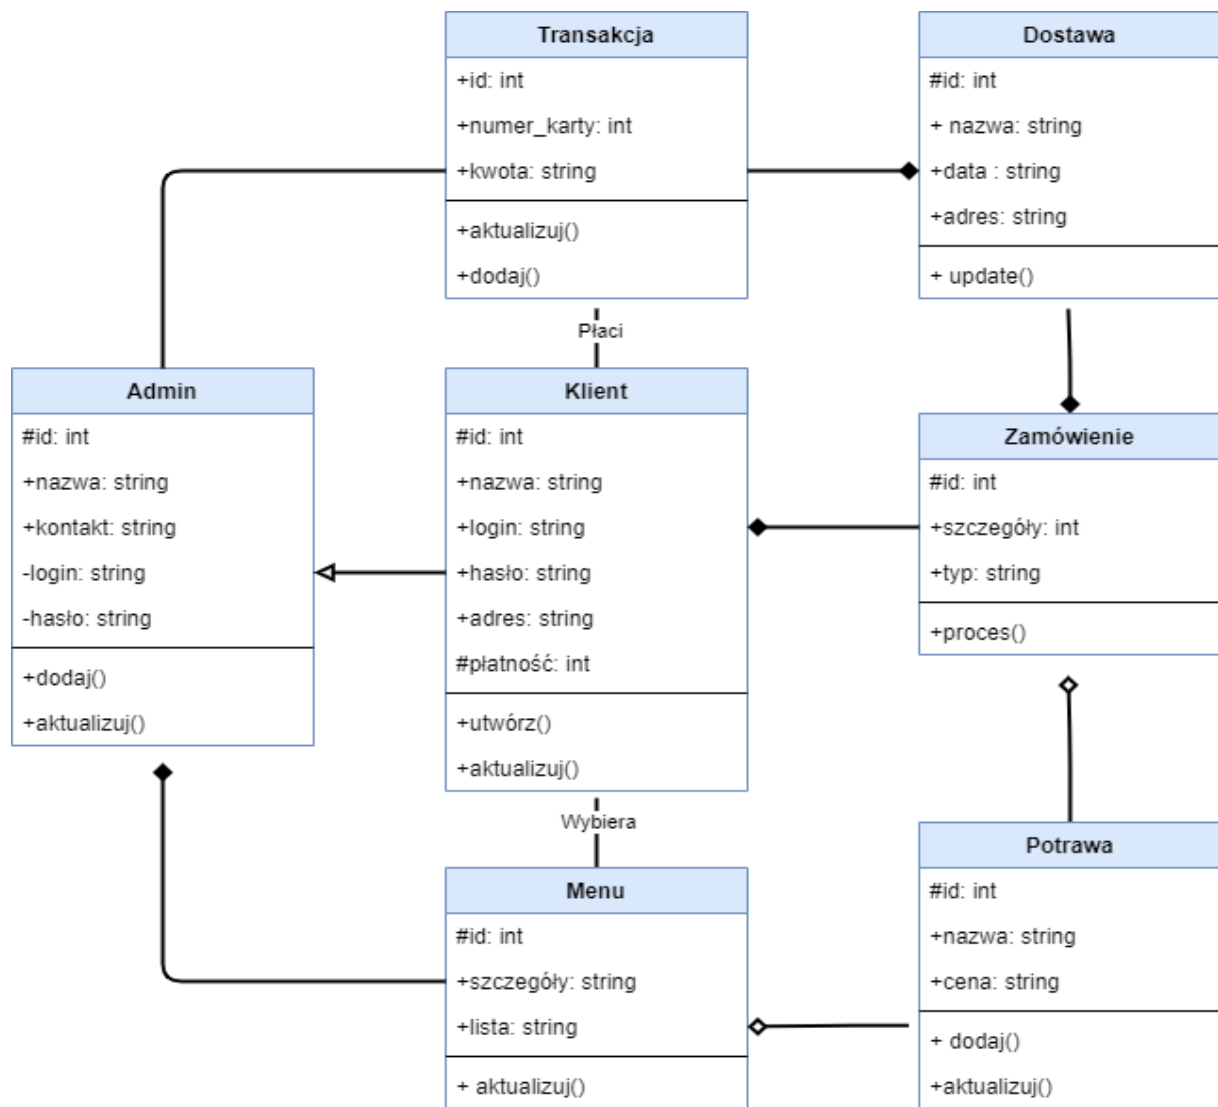 Transakcja
+id: int
+numer_karty: int
+kwota: string
+aktualizuj()
+dodaj()
Dostawa
#id: int
+ nazwa: string
+data : string
+adres: string
+ update()
Płaci
Admin
#id: int
+nazwa: string
+kontakt: string
-login: string
-hasło: string
+dodaj()
+aktualizuj()
Klient
#id: int
+nazwa: string
+login: string
+hasło: string
+adres: string
#płatność: int
+utwórz()
+aktualizuj()
Zamówienie
#id: int
+szczegóły: int
+typ: string
+proces()
Wybiera
Menu
#id: int
+szczegóły: string
+lista: string
+ aktualizuj()
Potrawa
#id: int
+nazwa: string
+cena: string
+ dodaj()
+aktualizuj()